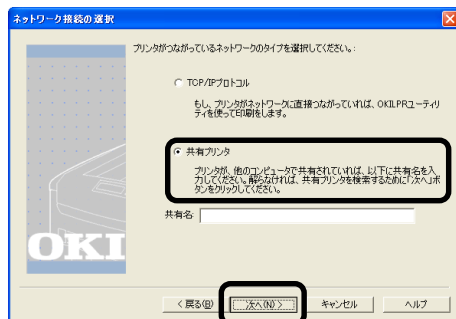 ネットワーク接続の選択
プリンタがつながっているネットワークのタイプを選択してください。:
TCP/IPプロトコル
もし、プリンタがネットワークに直接つながっていれば、OKILPRユーティリ
ティを使って印刷をします。
共有プリンタ
プリンタが、他のコンピュータで共有されていれば、以下に共有名を入
力してください。解らなければ、共有プリンタを検索するために「次へ」ボ
タンをクリックしてください。
共有名
OKI
< 戻る(B) 次へ(N) > キャンセル ヘルプ